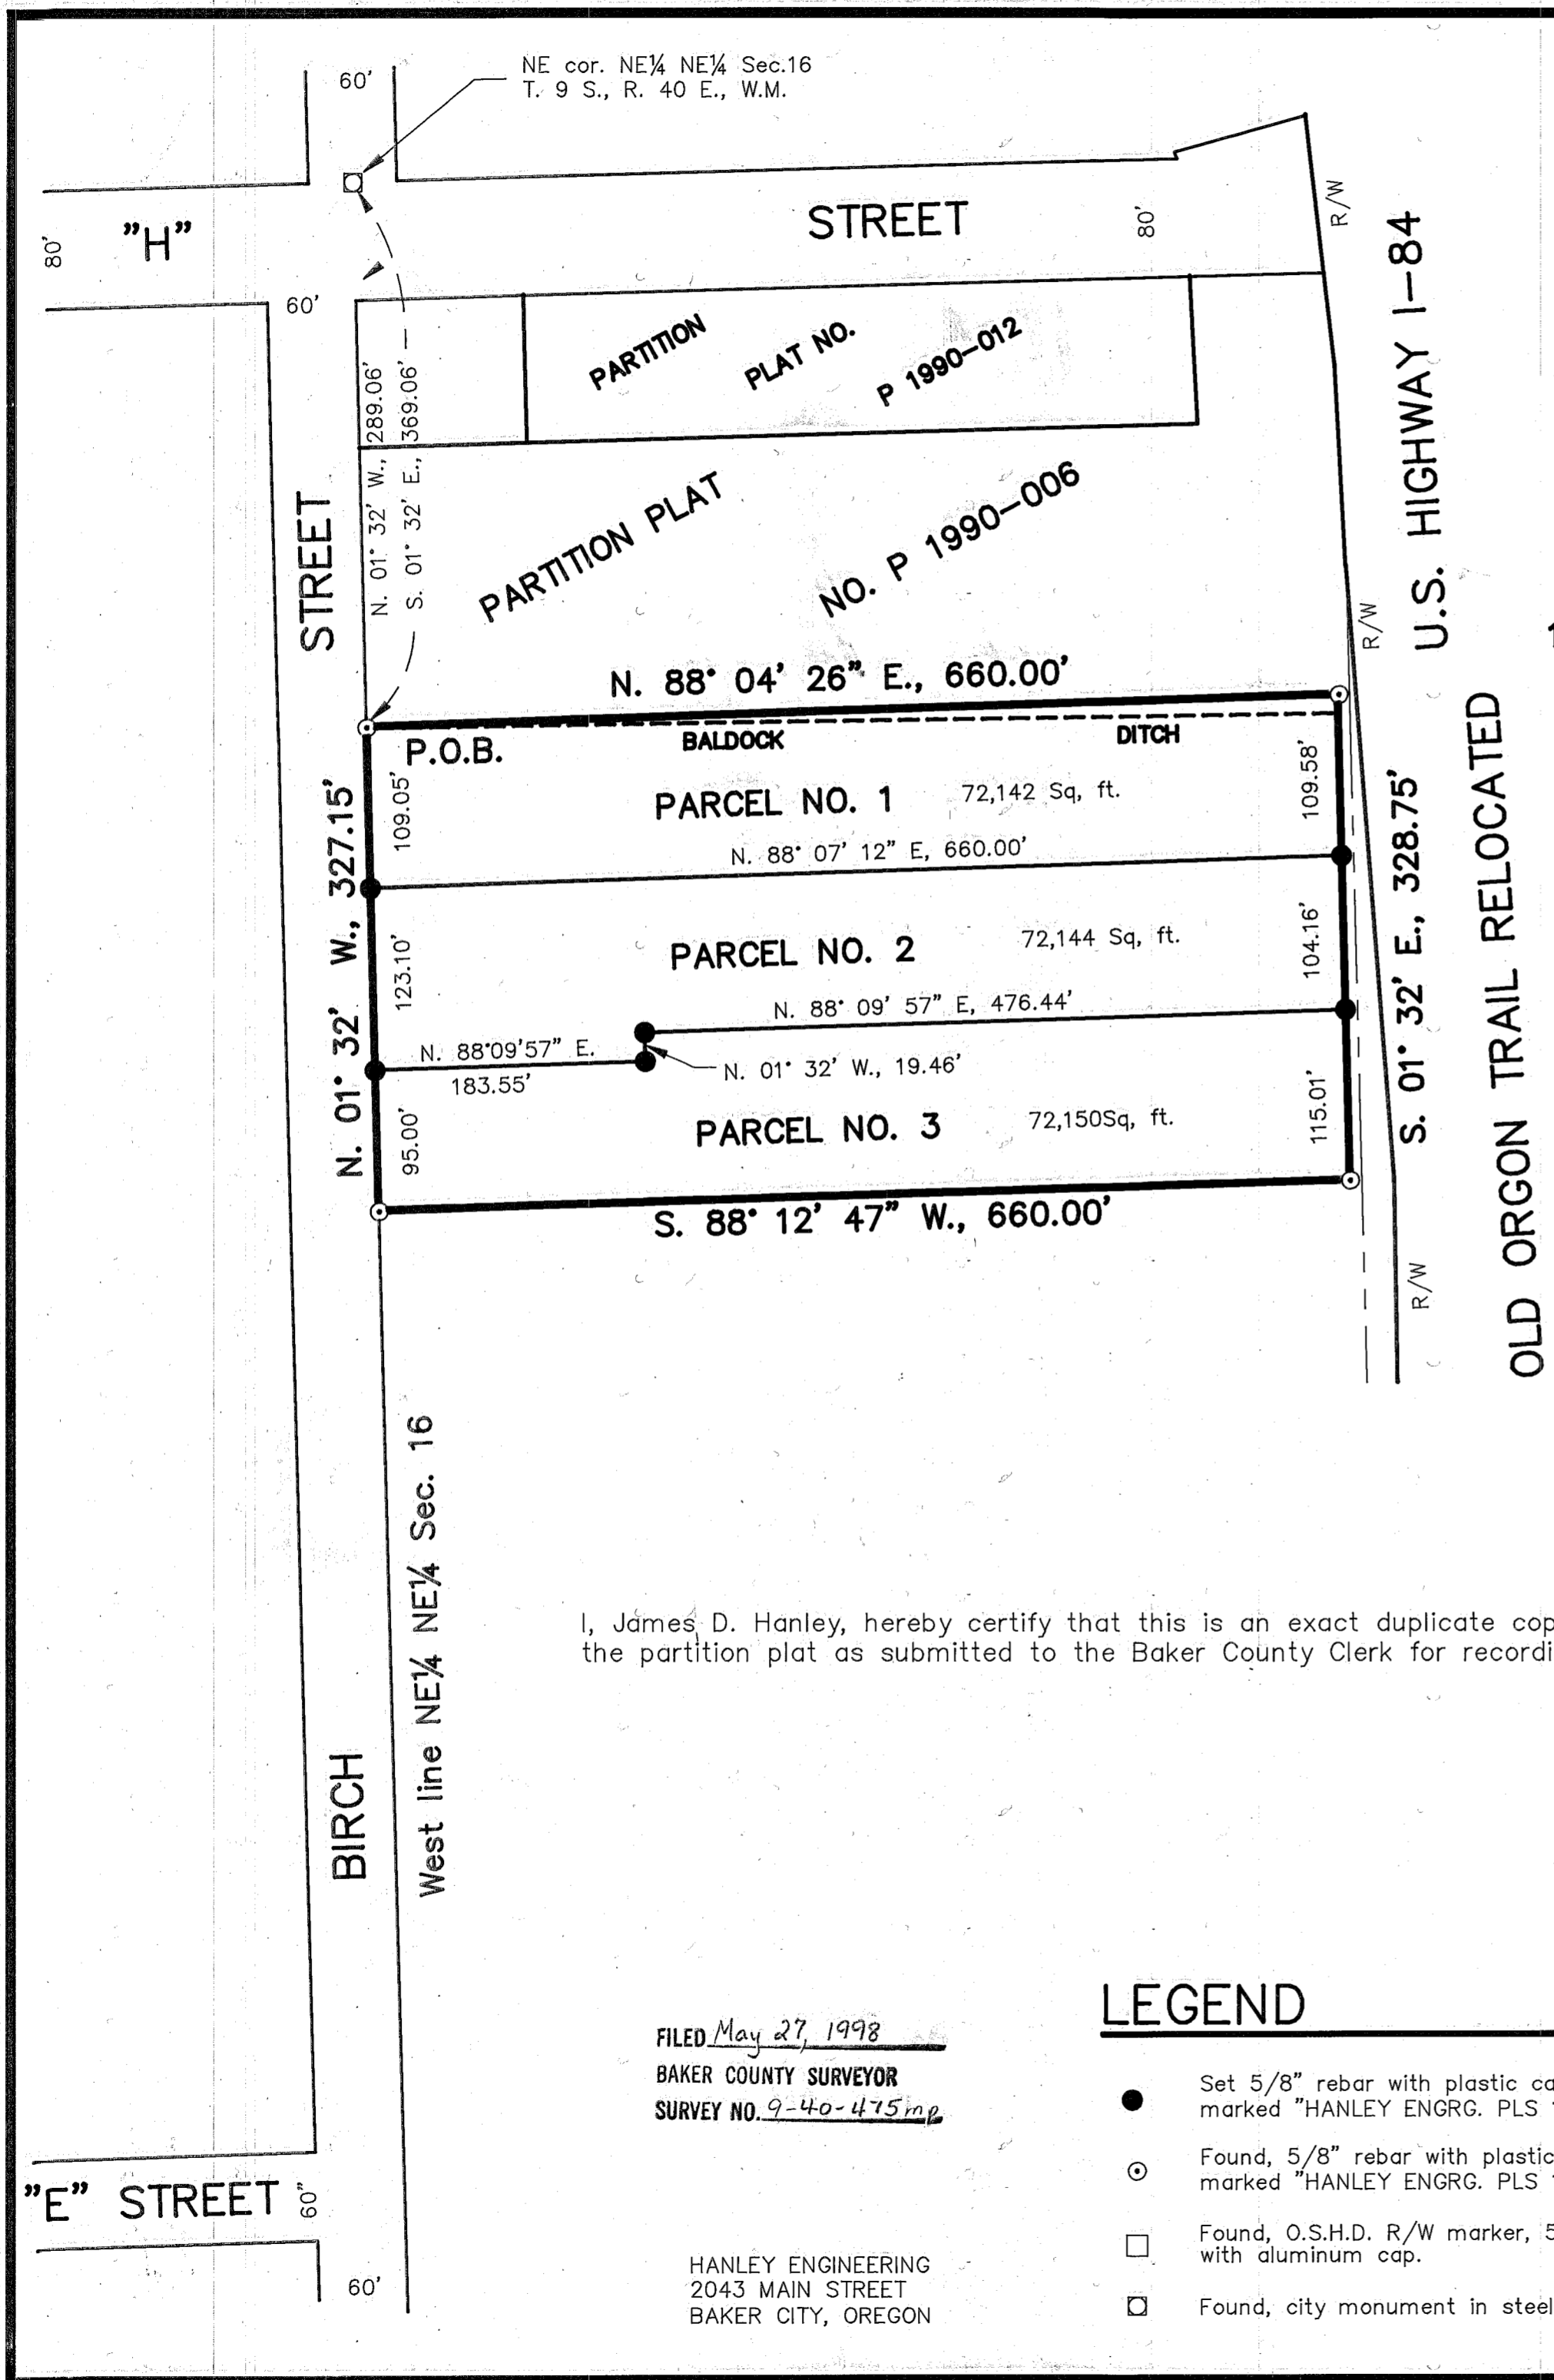 60'
NE cor. NE¼ NE¼ Sec.16
T. 9 S., R. 40 E., W.M.
80'
"H"
STREET
80'
R/W
60'
PARTITION PLAT NO. P 1990-012
289.06'
369.06'
N. 01° 32' W.,
S. 01° 32' E.,
STREET
PARTITION PLAT NO. P 1990-006
U.S. HIGHWAY I-84
R/W
N. 88° 04' 26" E., 660.00'
P.O.B.
BALDOCK DITCH
109.05'
PARCEL NO. 1 72,142 Sq, ft.
109.58'
N. 88° 07' 12" E, 660.00'
N. 01° 32' W., 327.15'
123.10'
PARCEL NO. 2 72,144 Sq, ft.
104.16'
S. 01° 32' E., 328.75'
N. 88° 09' 57" E, 476.44'
N. 88°09'57" E.
183.55'
N. 01° 32' W., 19.46'
95.00'
PARCEL NO. 3 72,150Sq, ft.
115.01'
S. 88° 12' 47" W., 660.00'
R/W
OLD ORGON TRAIL RELOCATED
West line NE¼ NE¼ Sec. 16
BIRCH
I, James D. Hanley, hereby certify that this is an exact duplicate cop
the partition plat as submitted to the Baker County Clerk for recordi
FILED May 27, 1998
BAKER COUNTY SURVEYOR
SURVEY NO. 9-40-475mp
LEGEND
Set 5/8" rebar with plastic ca
marked "HANLEY ENGRG. PLS
Found, 5/8" rebar with plastic
marked "HANLEY ENGRG. PLS
Found, O.S.H.D. R/W marker, 5
with aluminum cap.
Found, city monument in steel
"E" STREET
60"
60'
HANLEY ENGINEERING
2043 MAIN STREET
BAKER CITY, OREGON